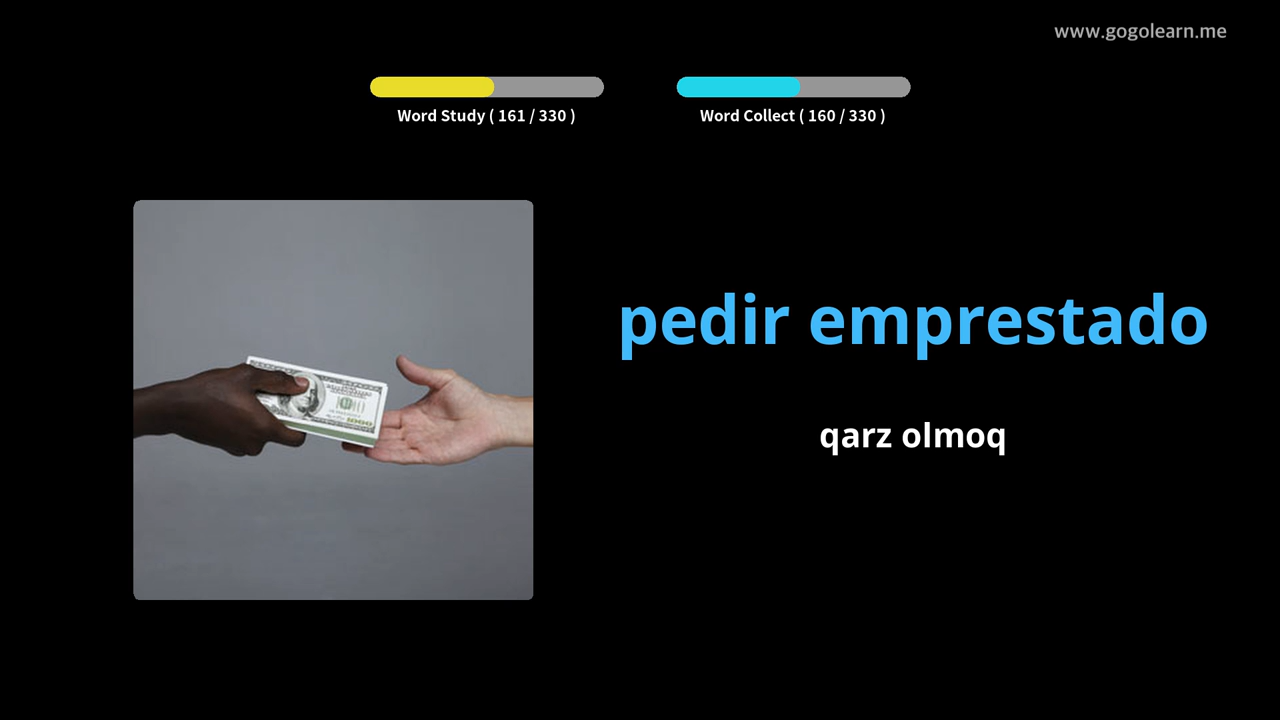 www.gogolearn.me
Word Study ( 161 / 330 )
Word Collect ( 160 / 330 )
pedir emprestado
qarz olmoq